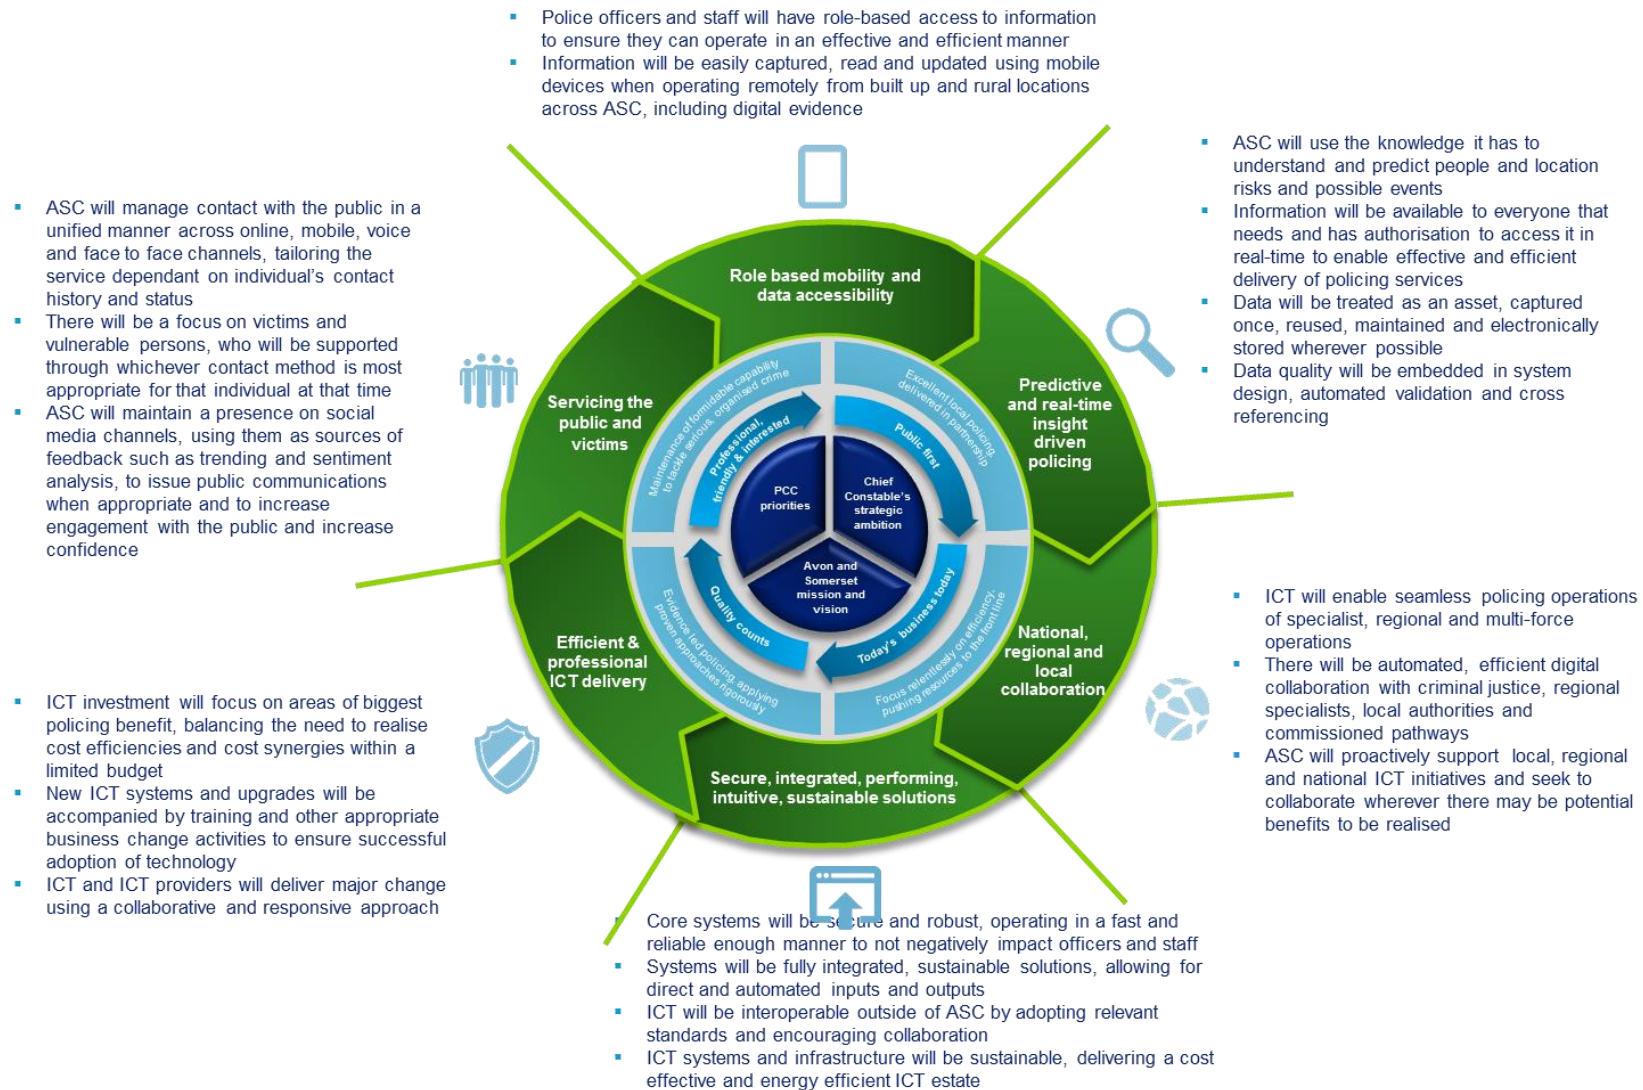 Police officers and staff will have role-based access to information
to ensure they can operate in an effective and efficient manner
Information will be easily captured, read and updated using mobile
devices when operating remotely from built up and rural locations
across ASC, including digital evidence
ASC will use the knowledge it has to
understand and predict people and location
risks and possible events
Information will be available to everyone that
needs and has authorisation to access it in
real-time to enable effective and efficient
delivery of policing services
Data will be treated as an asset, captured
once, reused, maintained and electronically
stored wherever possible
Data quality will be embedded in system
design, automated validation and cross
referencing
ASC will manage contact with the public in a
unified manner across online, mobile, voice
and face to face channels, tailoring the
service dependant on individual's contact
history and status
There will be a focus on victims and
vulnerable persons, who will be supported
through whichever contact method is most
appropriate for that individual at that time
ASC will maintain a presence on social
media channels, using them as sources of
feedback such as trending and sentiment
analysis, to issue public communications
when appropriate and to increase
engagement with the public and increase
confidence
Role based mobility and
data accessibility
Predictive
and real-time
insight
driven
policing
Servicing the
public and
victims
Maintenance of formidable capability
to tackle serious, organised crime
Excellent local policing,
delivered in partnership
Professional,
friendly & interested
Public first
PCC
priorities
Chief
Constable's
strategic
ambition
Avon and
Somerset
mission and
vision
Quality counts
Today's business today
Evidence led policing, applying
proven approaches rigorously
Focus relentlessly on efficiency,
pushing resources to the front line
Efficient &
professional
ICT delivery
National,
regional and
local
collaboration
Secure, integrated, performing,
intuitive, sustainable solutions
ICT will enable seamless policing operations
of specialist, regional and multi-force
operations
There will be automated, efficient digital
collaboration with criminal justice, regional
specialists, local authorities and
commissioned pathways
ASC will proactively support local, regional
and national ICT initiatives and seek to
collaborate wherever there may be potential
benefits to be realised
ICT investment will focus on areas of biggest
policing benefit, balancing the need to realise
cost efficiencies and cost synergies within a
limited budget
New ICT systems and upgrades will be
accompanied by training and other appropriate
business change activities to ensure successful
adoption of technology
ICT and ICT providers will deliver major change
using a collaborative and responsive approach
Core systems will be secure and robust, operating in a fast and
reliable enough manner to not negatively impact officers and staff
Systems will be fully integrated, sustainable solutions, allowing for
direct and automated inputs and outputs
ICT will be interoperable outside of ASC by adopting relevant
standards and encouraging collaboration
ICT systems and infrastructure will be sustainable, delivering a cost
effective and energy efficient ICT estate